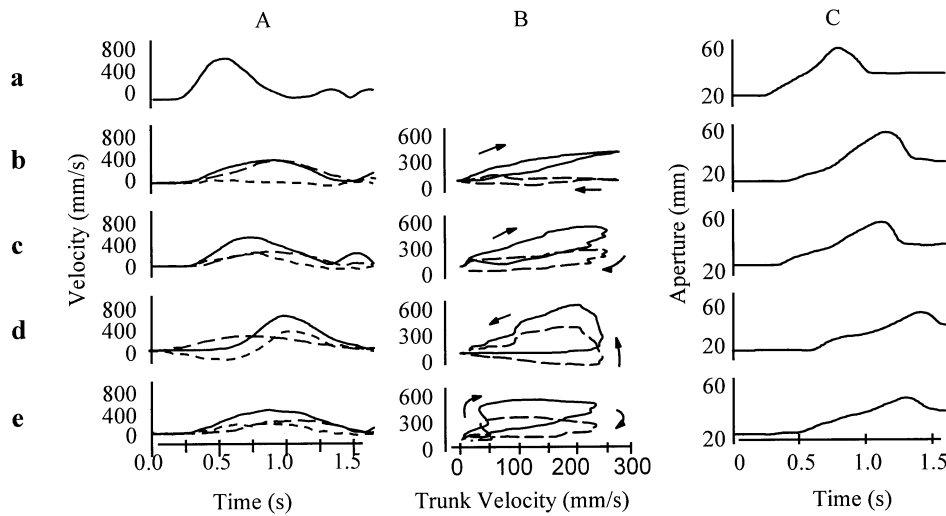 A B C
a 800 400 0 60 20
b 800 400 0 600 300 0 60 20
c 800 400 0 600 300 0 60 20
d 800 400 0 600 300 0 60 20
e 800 400 0 600 300 0 60 20
Velocity (mm/s)
Aperture (mm)
0.0 0.5 1.0 1.5 0 100 200 300 0 0.5 1.0 1.5
Time (s) Trunk Velocity (mm/s) Time (s)